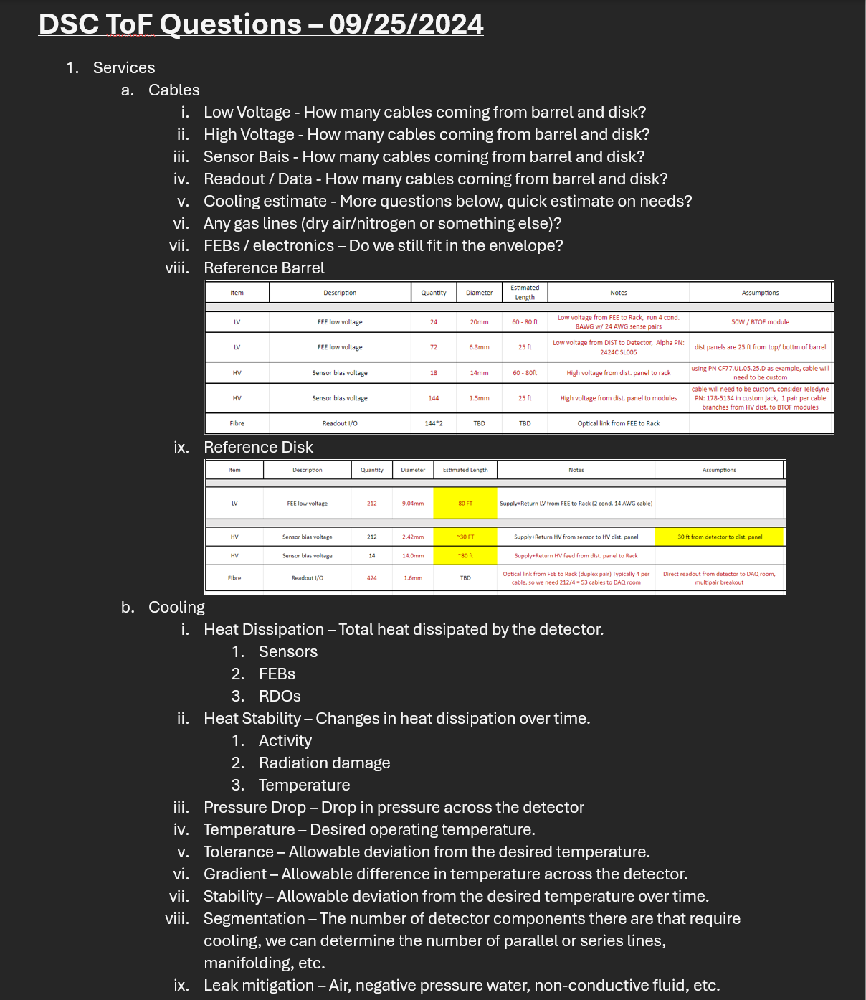 DSC ToF Questions – 09/25/2024
1. Services
a. Cables
i. Low Voltage - How many cables coming from barrel and disk?
ii. High Voltage - How many cables coming from barrel and disk?
iii. Sensor Bais - How many cables coming from barrel and disk?
iv. Readout / Data - How many cables coming from barrel and disk?
v. Cooling estimate - More questions below, quick estimate on needs?
vi. Any gas lines (dry air/nitrogen or something else)?
vii. FEBs / electronics – Do we still fit in the envelope?
viii. Reference Barrel
Item Description Quantity Diameter Estimated Length Notes Assumptions
LV FEE low voltage 24 20mm 60 - 80 ft Low voltage from FEE to Rack, run 4 cond. 8AWG w/ 24 AWG sense pairs 50W / BTOF module
LV FEE low voltage 72 6.3mm 25 ft Low voltage from DIST to Detector, Alpha PN: 2424C SL005 dist panels are 25 ft from top/ bottm of barrel
HV Sensor bias voltage 18 14mm 60 - 80ft High voltage from dist. panel to rack using PN CF77.UL.05.25.D as example, cable will need to be custom
HV Sensor bias voltage 144 1.5mm 25 ft High voltage from dist. panel to modules cable will need to be custom, consider Teledyne PN: 178-5134 in custom jack, 1 pair per cable branches from HV dist. to BTOF modules
Fibre Readout I/O 144*2 TBD TBD Optical link from FEE to Rack
ix. Reference Disk
Item Description Quantity Diameter Estimated Length Notes Assumptions
LV FEE low voltage 212 9.04mm 80 FT Supply+Return LV from FEE to Rack (2 cond. 14 AWG cable)
HV Sensor bias voltage 212 2.42mm ~30 FT Supply+Return HV from sensor to HV dist. panel 30 ft from detector to dist. panel
HV Sensor bias voltage 14 14.0mm ~80 ft Supply+Return HV feed from dist. panel to Rack
Fibre Readout I/O 424 1.6mm TBD Optical link from FEE to Rack (duplex pair) Typically 4 per cable, so we need 212/4 = 53 cables to DAQ room Direct readout from detector to DAQ room, multipair breakout
b. Cooling
i. Heat Dissipation – Total heat dissipated by the detector.
1. Sensors
2. FEBs
3. RDOs
ii. Heat Stability – Changes in heat dissipation over time.
1. Activity
2. Radiation damage
3. Temperature
iii. Pressure Drop – Drop in pressure across the detector
iv. Temperature – Desired operating temperature.
v. Tolerance – Allowable deviation from the desired temperature.
vi. Gradient – Allowable difference in temperature across the detector.
vii. Stability – Allowable deviation from the desired temperature over time.
viii. Segmentation – The number of detector components there are that require
cooling, we can determine the number of parallel or series lines,
manifolding, etc.
ix. Leak mitigation – Air, negative pressure water, non-conductive fluid, etc.